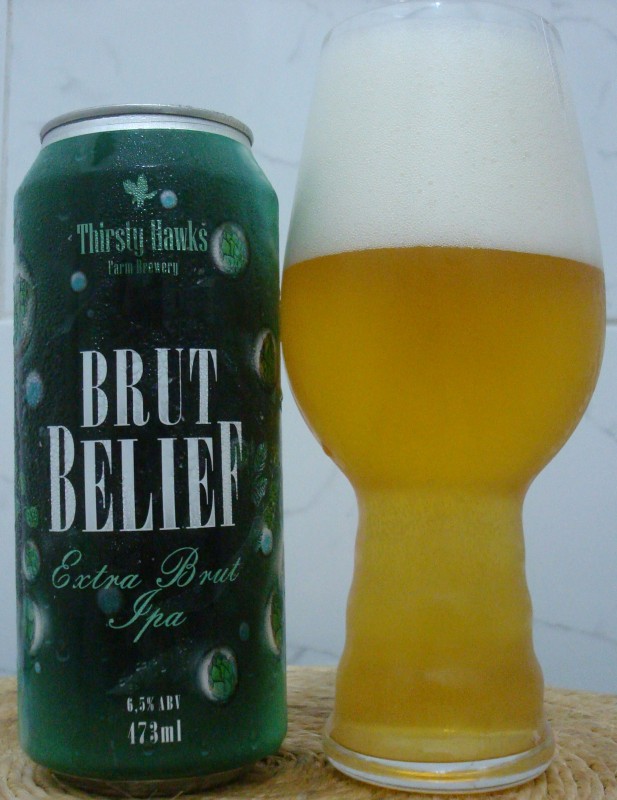 Thirsty Hawks
Farm Brewery
BRUT
BELIEF
Extra Brut
Ipa
6,5% ABV
473ml